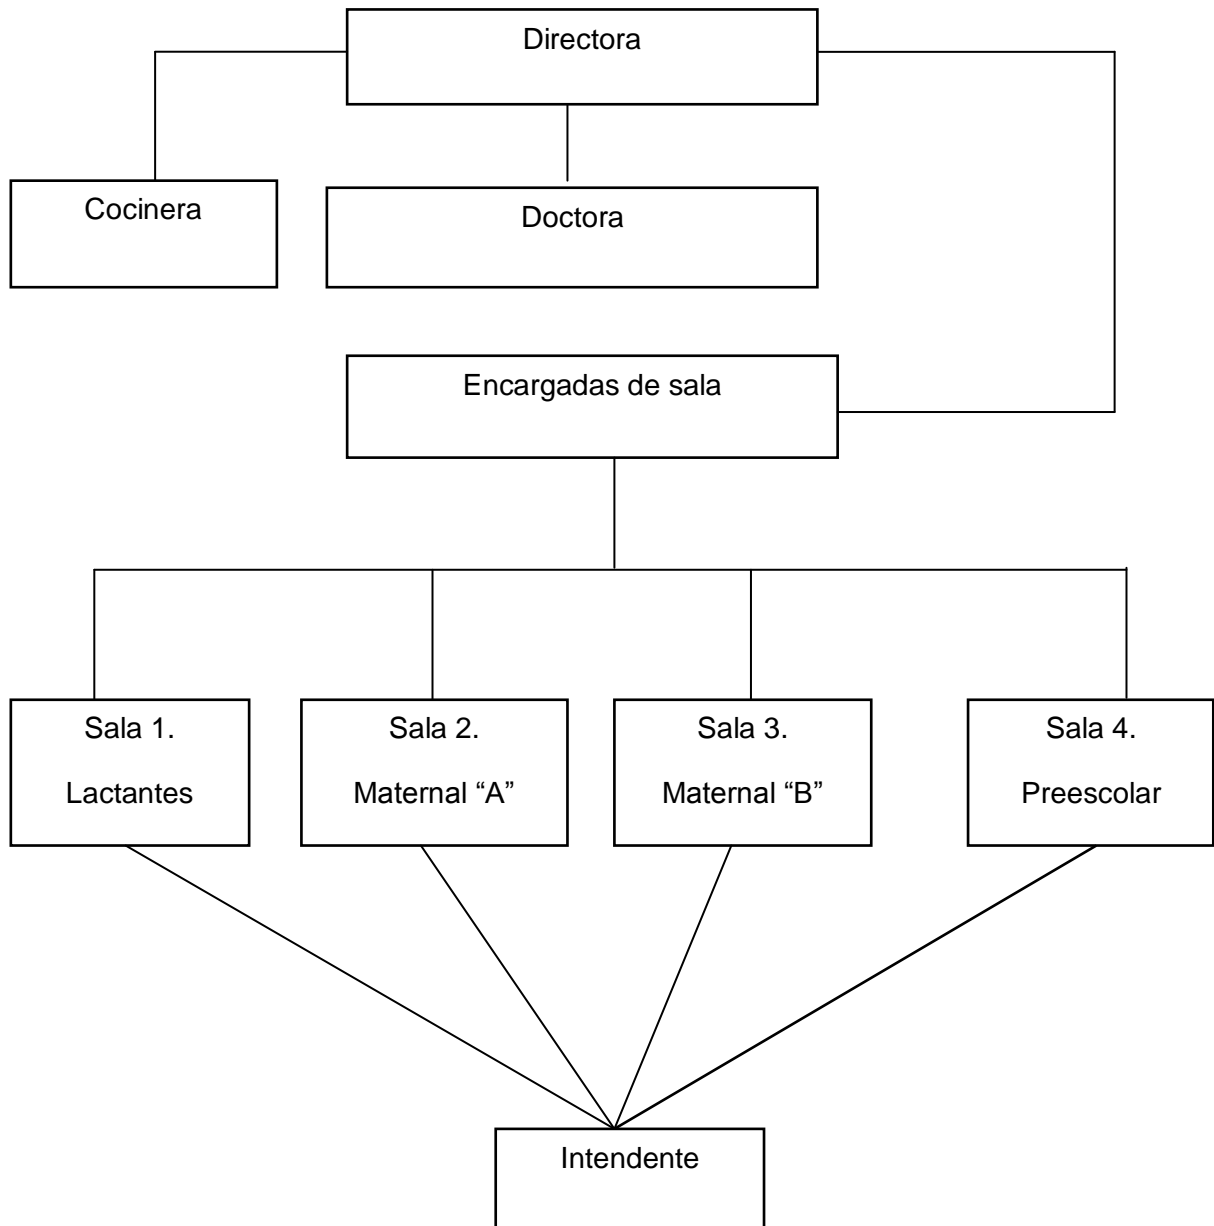 Directora
Cocinera
Doctora
Encargadas de sala
Sala 1.
Lactantes
Sala 2.
Maternal “A”
Sala 3.
Maternal “B”
Sala 4.
Preescolar
Intendente